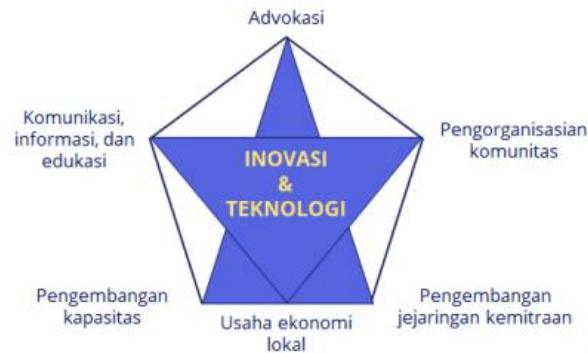 Advokasi
Komunikasi,
informasi, dan
edukasi
Pengorganisasian
komunitas
INOVASI
&
TEKNOLOGI
Pengembangan
kapasitas
Usaha ekonomi
lokal
Pengembangan
jejaringan kemitraan